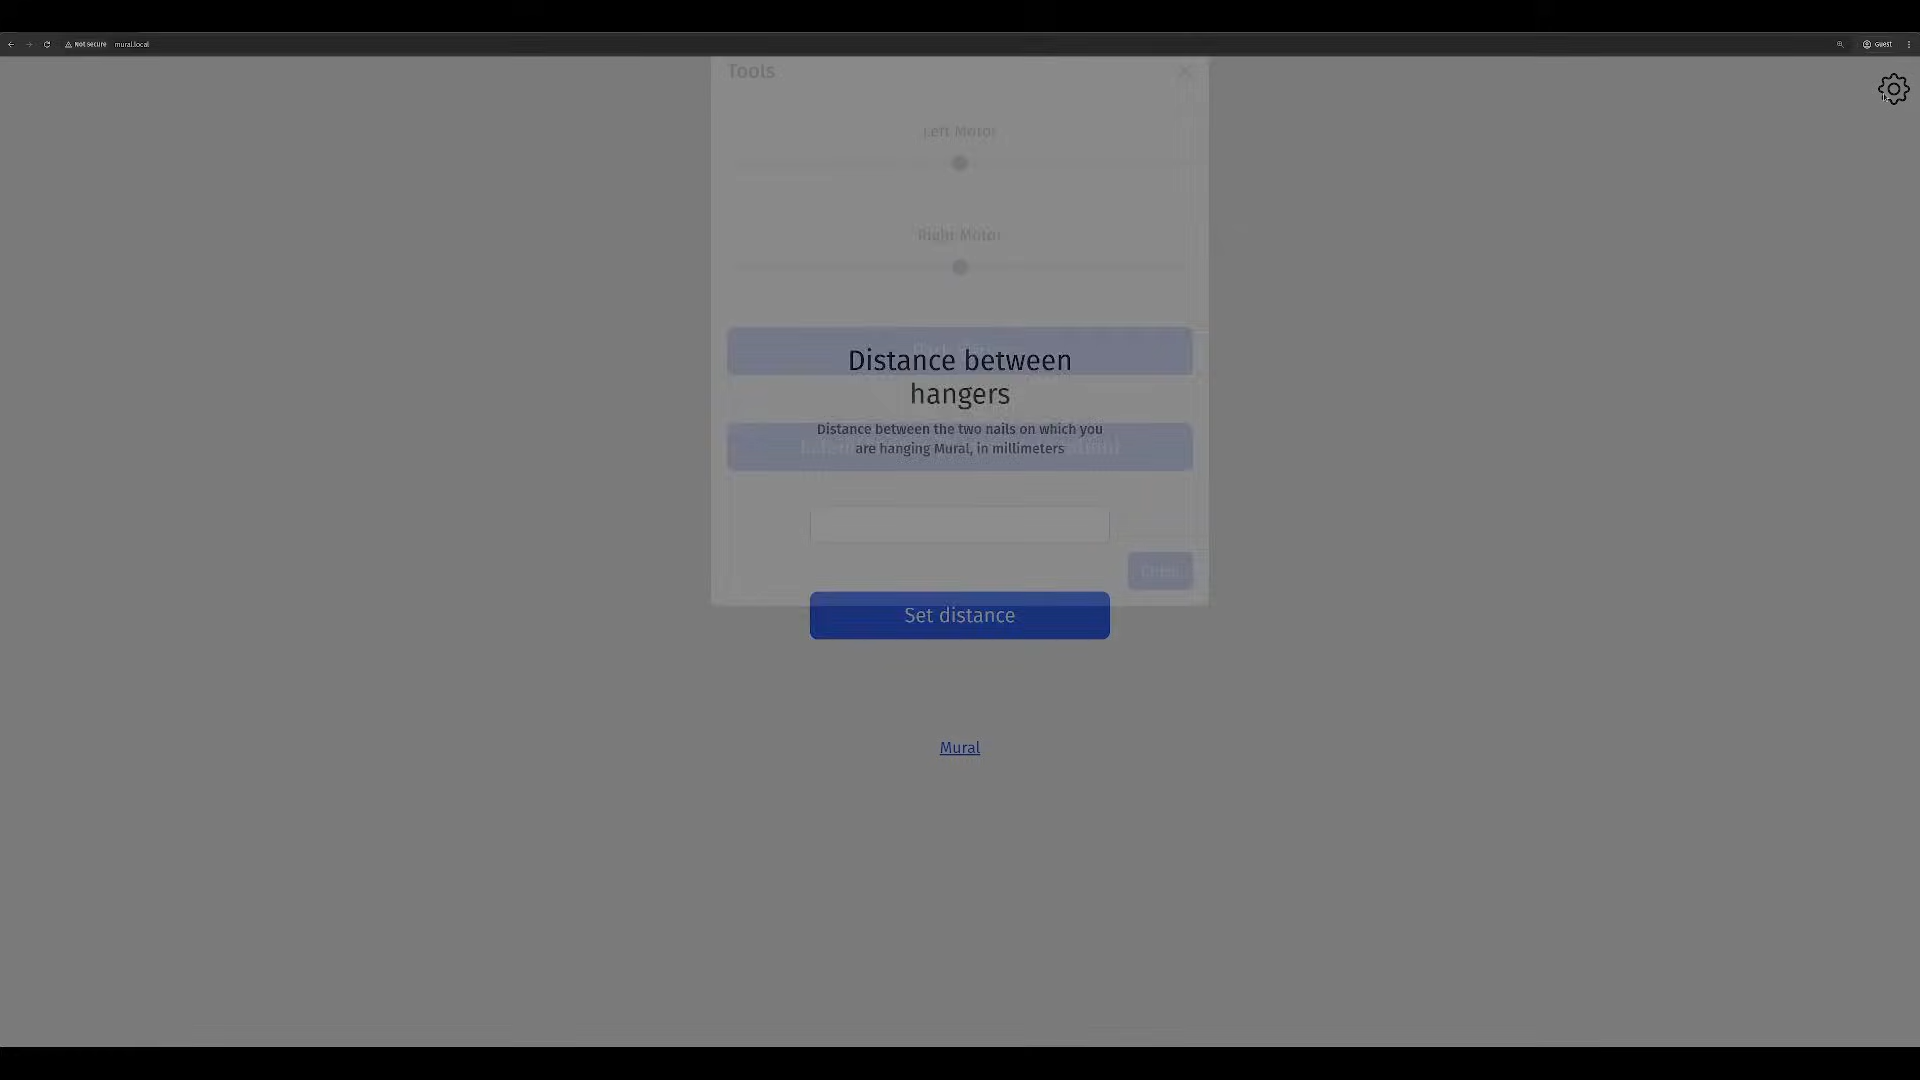 Not secure
mural.local
Guest
Tools
Left Motor
Right Motor
Distance between
hangers
Distance between the two nails on which you
are hanging Mural, in millimeters
Close
Set distance
Mural